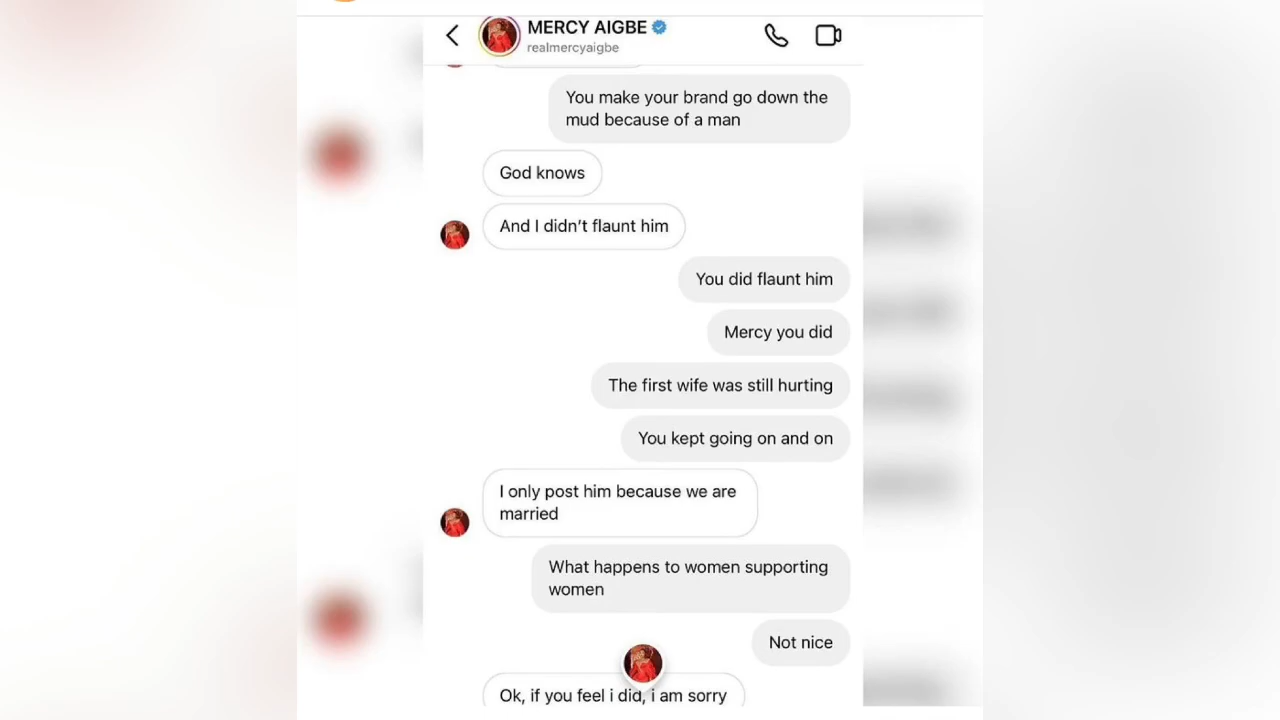 MERCY AIGBE
realmercyaigbe
You make your brand go down the
mud because of a man
God knows
And I didn’t flaunt him
You did flaunt him
Mercy you did
The first wife was still hurting
You kept going on and on
I only post him because we are
married
What happens to women supporting
women
Not nice
Ok, if you feel i did, i am sorry